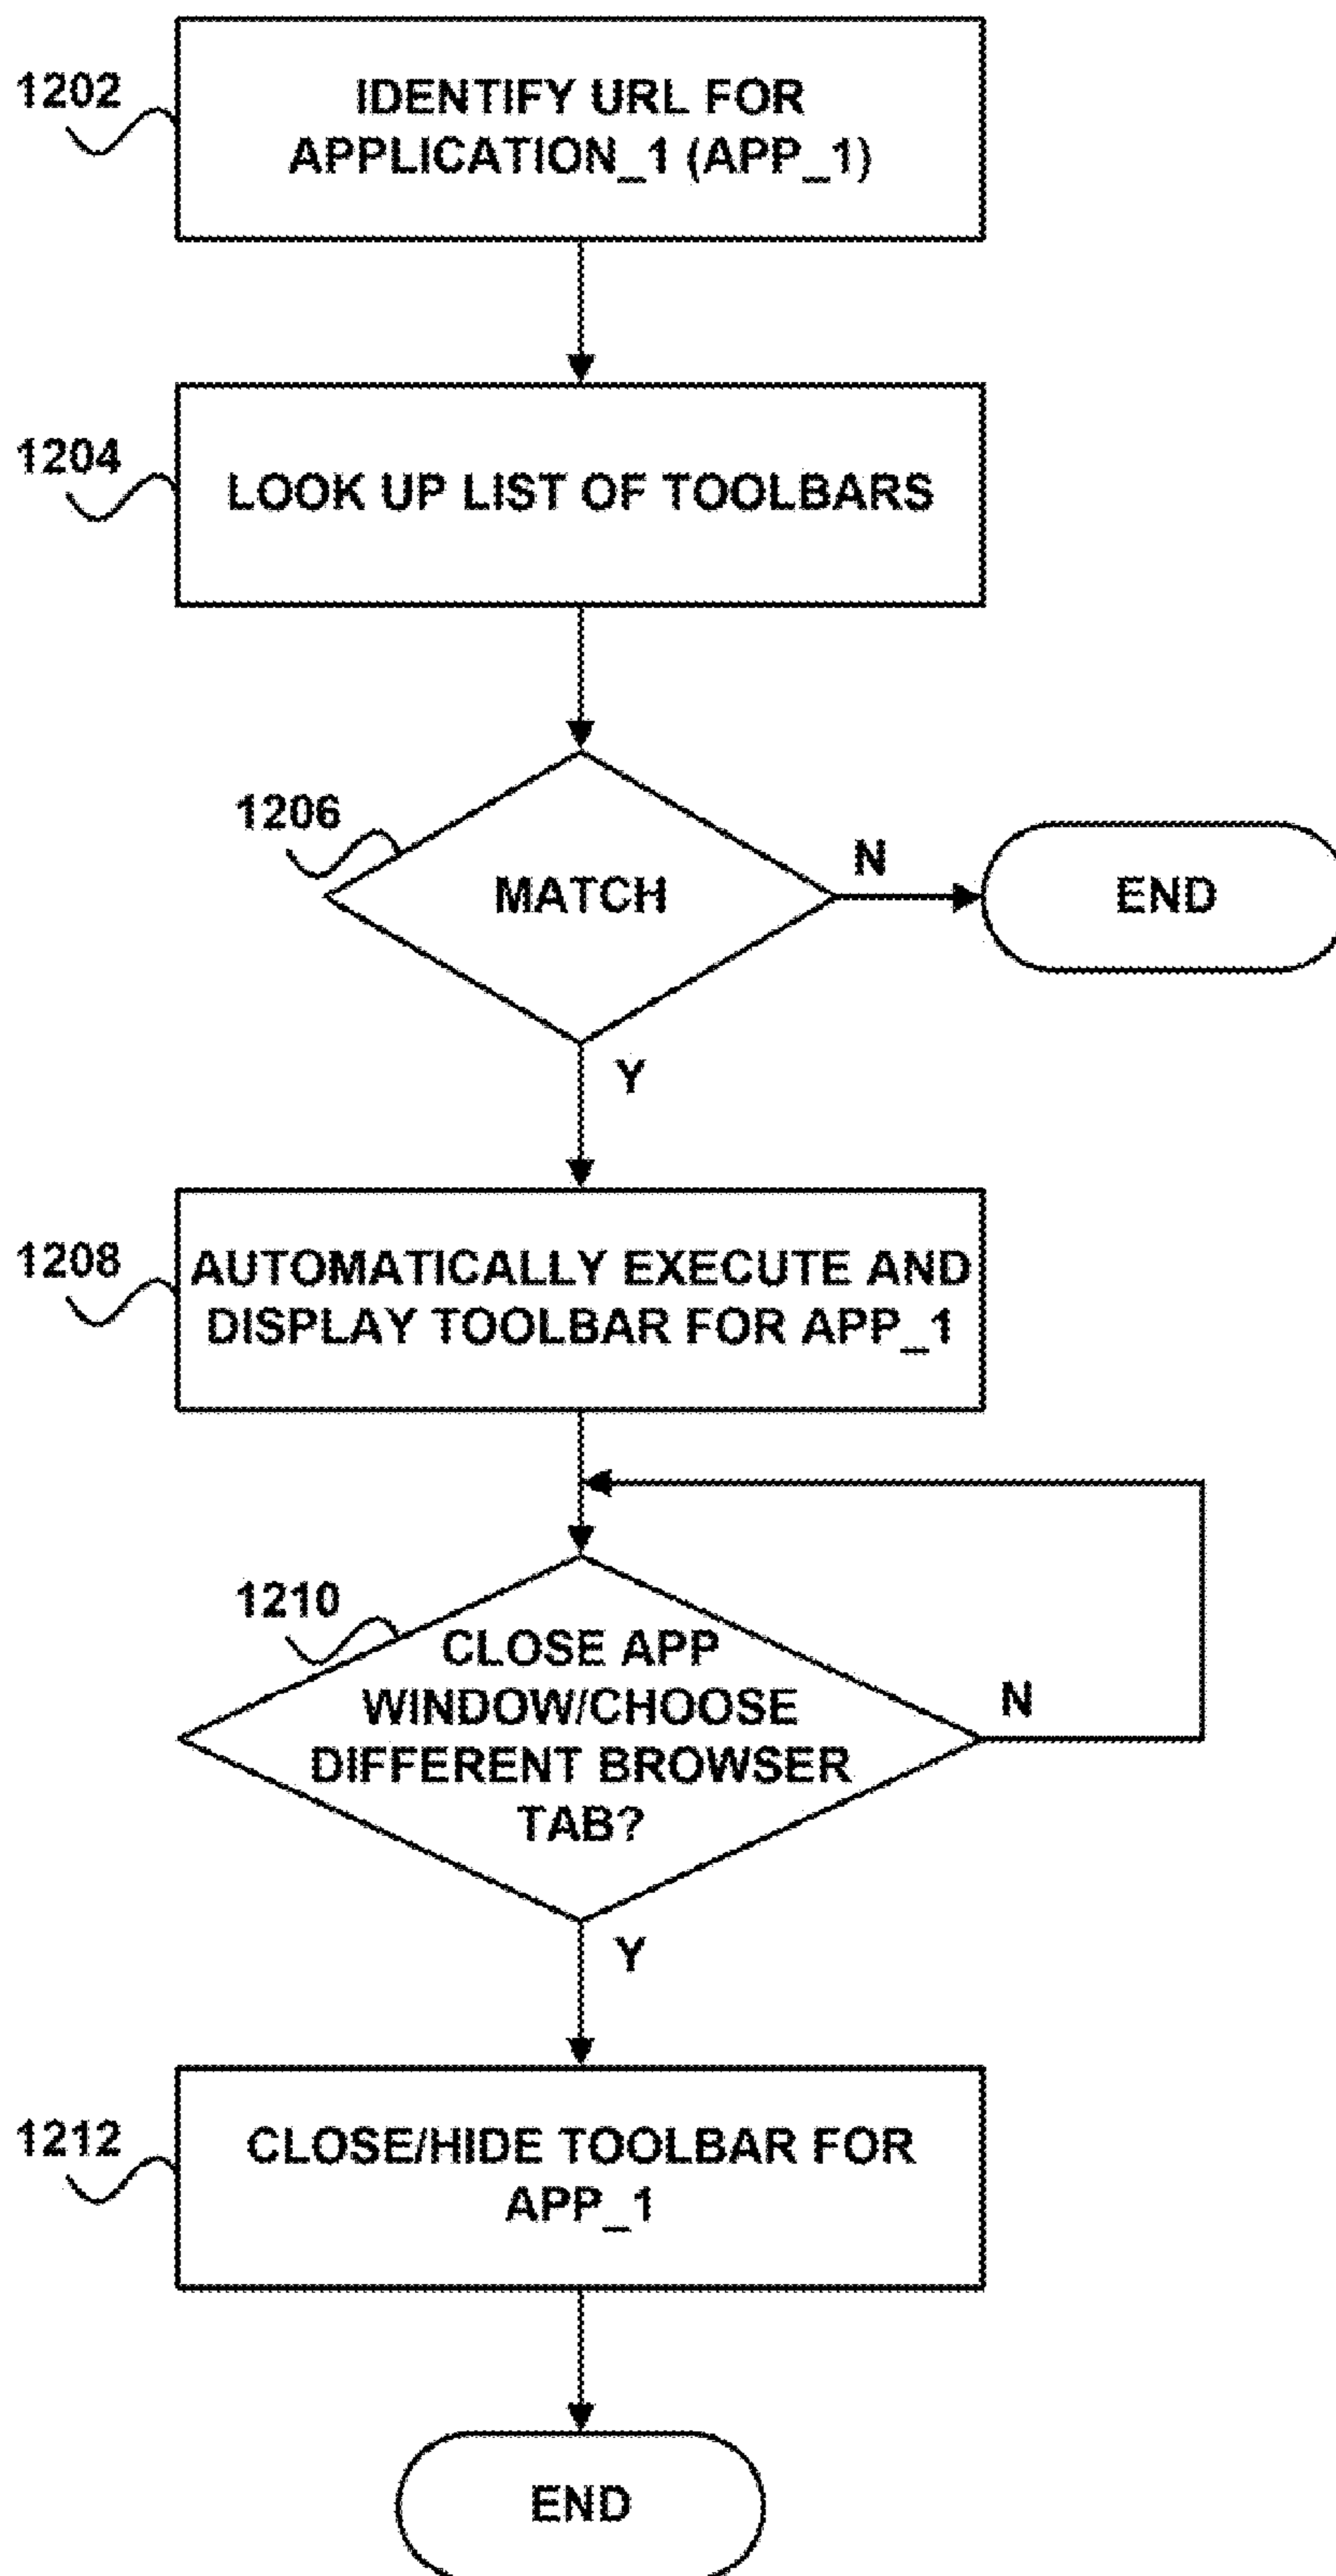 1202
IDENTIFY URL FOR
APPLICATION_1 (APP_1)
1204
LOOK UP LIST OF TOOLBARS
1206
MATCH
N
END
Y
1208
AUTOMATICALLY EXECUTE AND
DISPLAY TOOLBAR FOR APP_1
1210
CLOSE APP
WINDOW/CHOOSE
DIFFERENT BROWSER
TAB?
N
Y
1212
CLOSE/HIDE TOOLBAR FOR
APP_1
END